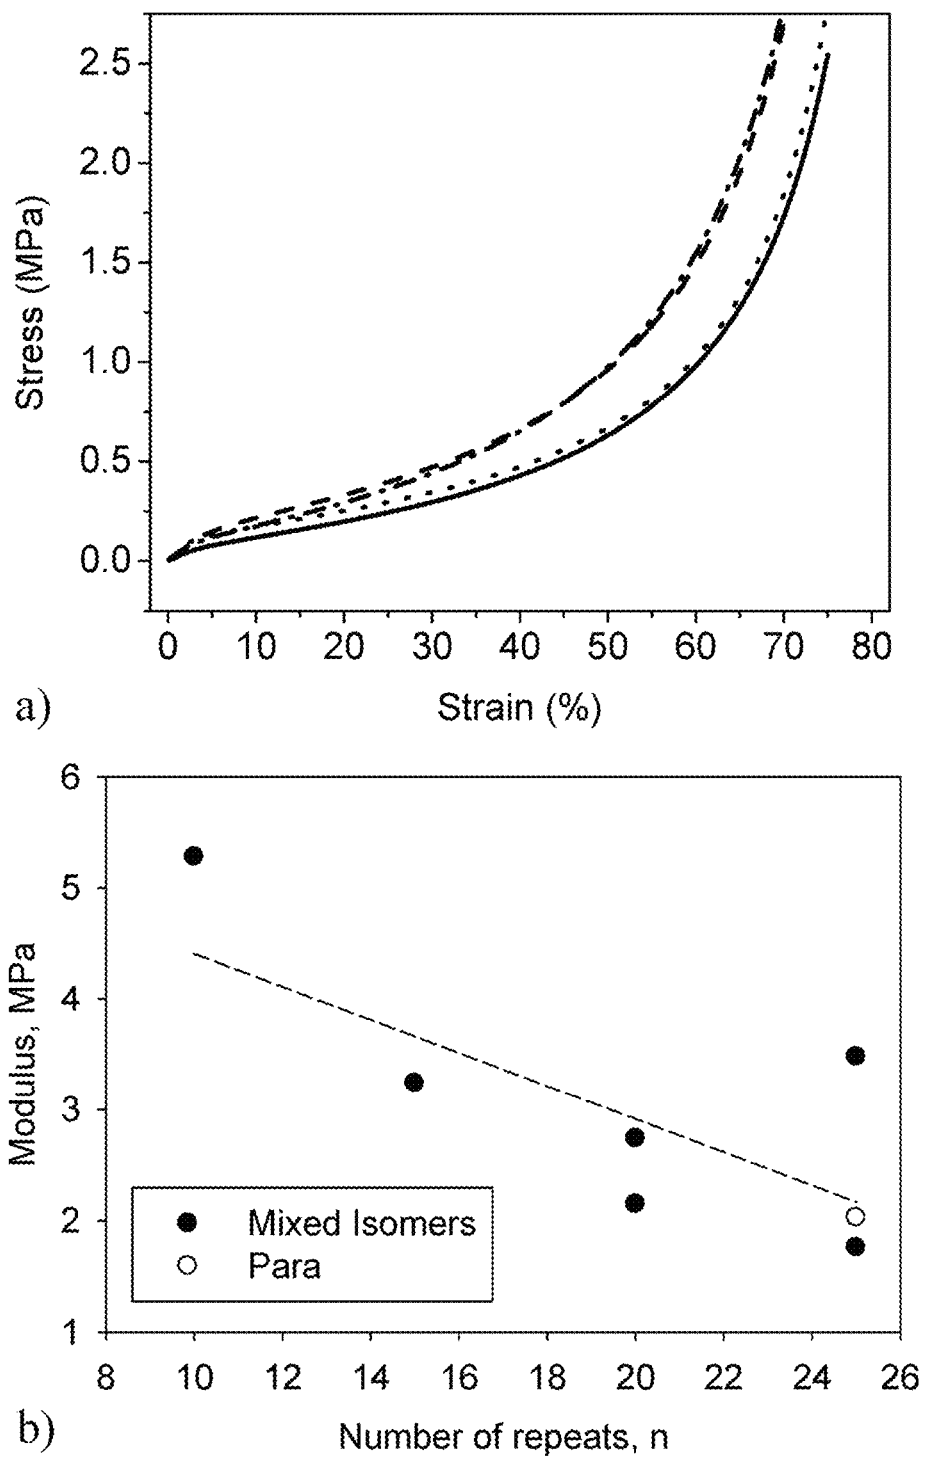 2.5
2.0
1.5
1.0
0.5
0.0
Stress (MPa)
0 10 20 30 40 50 60 70 80
Strain (%)
a)
6
5
4
3
2
1
Modulus, MPa
Mixed Isomers
Para
8 10 12 14 16 18 20 22 24 26
Number of repeats, n
b)